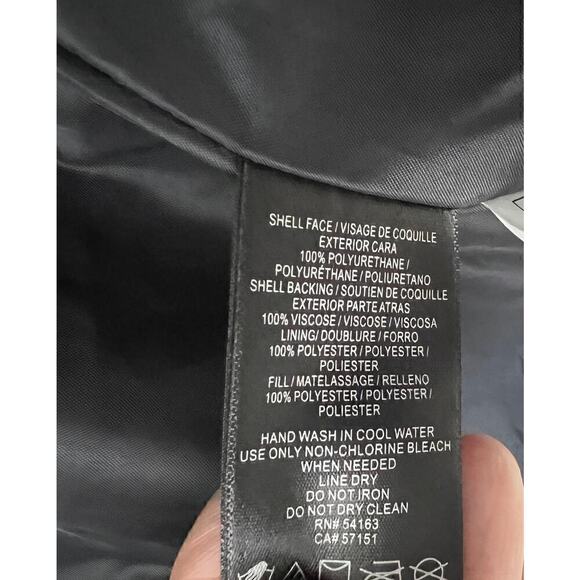 SHELL FACE / VISAGE DE COQUILLE
EXTERIOR CARA
100% POLYURETHANE /
POLYURÉTHANE / POLIURETANO
SHELL BACKING / SOUTIEN DE COQUILLE
EXTERIOR PARTE ATRAS
100% VISCOSE / VISCOSE / VISCOSA
LINING/ DOUBLURE / FORRO
100% POLYESTER / POLYESTER /
POLIESTER
FILL / MATELASSAGE / RELLENO
100% POLYESTER / POLYESTER /
POLIESTER
HAND WASH IN COOL WATER
USE ONLY NON-CHLORINE BLEACH
WHEN NEEDED
LINE DRY
DO NOT IRON
DO NOT DRY CLEAN
RN# 54163
CA# 57151